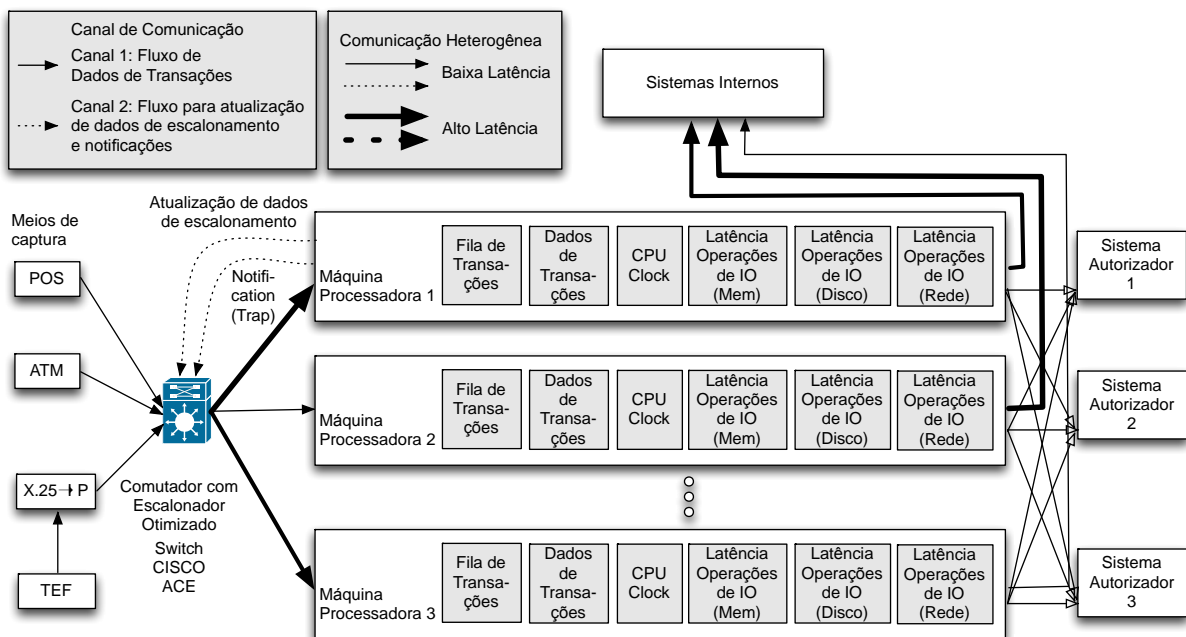 Canal de Comunicação
Canal 1: Fluxo de
Dados de Transações
Canal 2: Fluxo para atualização
de dados de escalonamento
e notificações
Comunicação Heterogênea
Baixa Latência
Alto Latência
Sistemas Internos
Atualização de dados
de escalonamento
Meios de
captura
POS
ATM
X.25
P
TEF
Notifi-
cation
(Trap)
Comutador com
Escalonador
Otimizado
Switch
CISCO
ACE
Máquina
Processadora 1
Fila de
Transa-
ções
Dados
de
Transa-
ções
CPU
Clock
Latência
Operações
de IO
(Mem)
Latência
Operações
de IO
(Disco)
Latência
Operações
de IO
(Rede)
Máquina
Processadora 2
Fila de
Transa-
ções
Dados
de
Transa-
ções
CPU
Clock
Latência
Operações
de IO
(Mem)
Latência
Operações
de IO
(Disco)
Latência
Operações
de IO
(Rede)
Máquina
Processadora 3
Fila de
Transa-
ções
Dados
de
Transa-
ções
CPU
Clock
Latência
Operações
de IO
(Mem)
Latência
Operações
de IO
(Disco)
Latência
Operações
de IO
(Rede)
Sistema
Autorizador
1
Sistema
Autorizador
2
Sistema
Autorizador
3